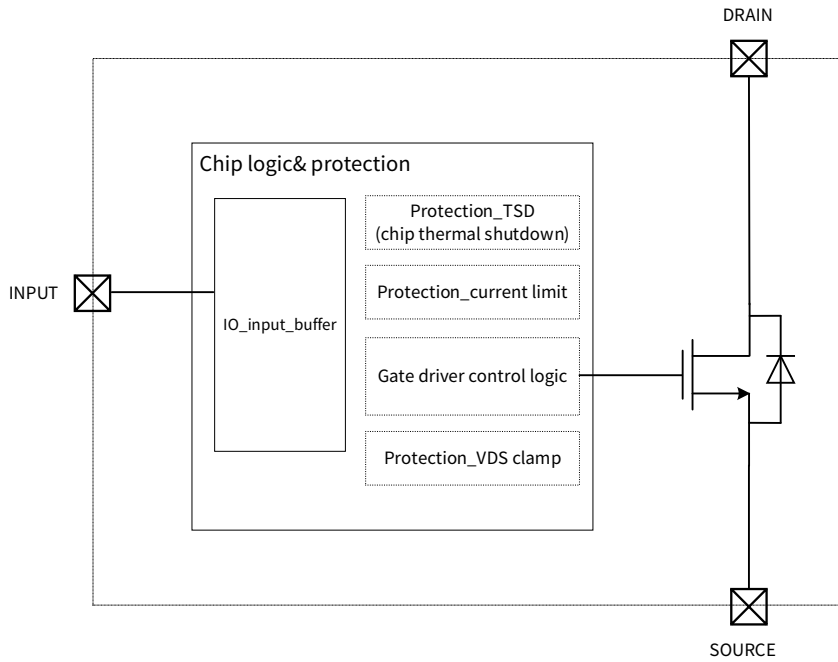 DRAIN
Chip logic& protection
Protection_TSD
(chip thermal shutdown)
INPUT
Protection_current limit
IO_input_buffer
Gate driver control logic
Protection_VDS clamp
SOURCE